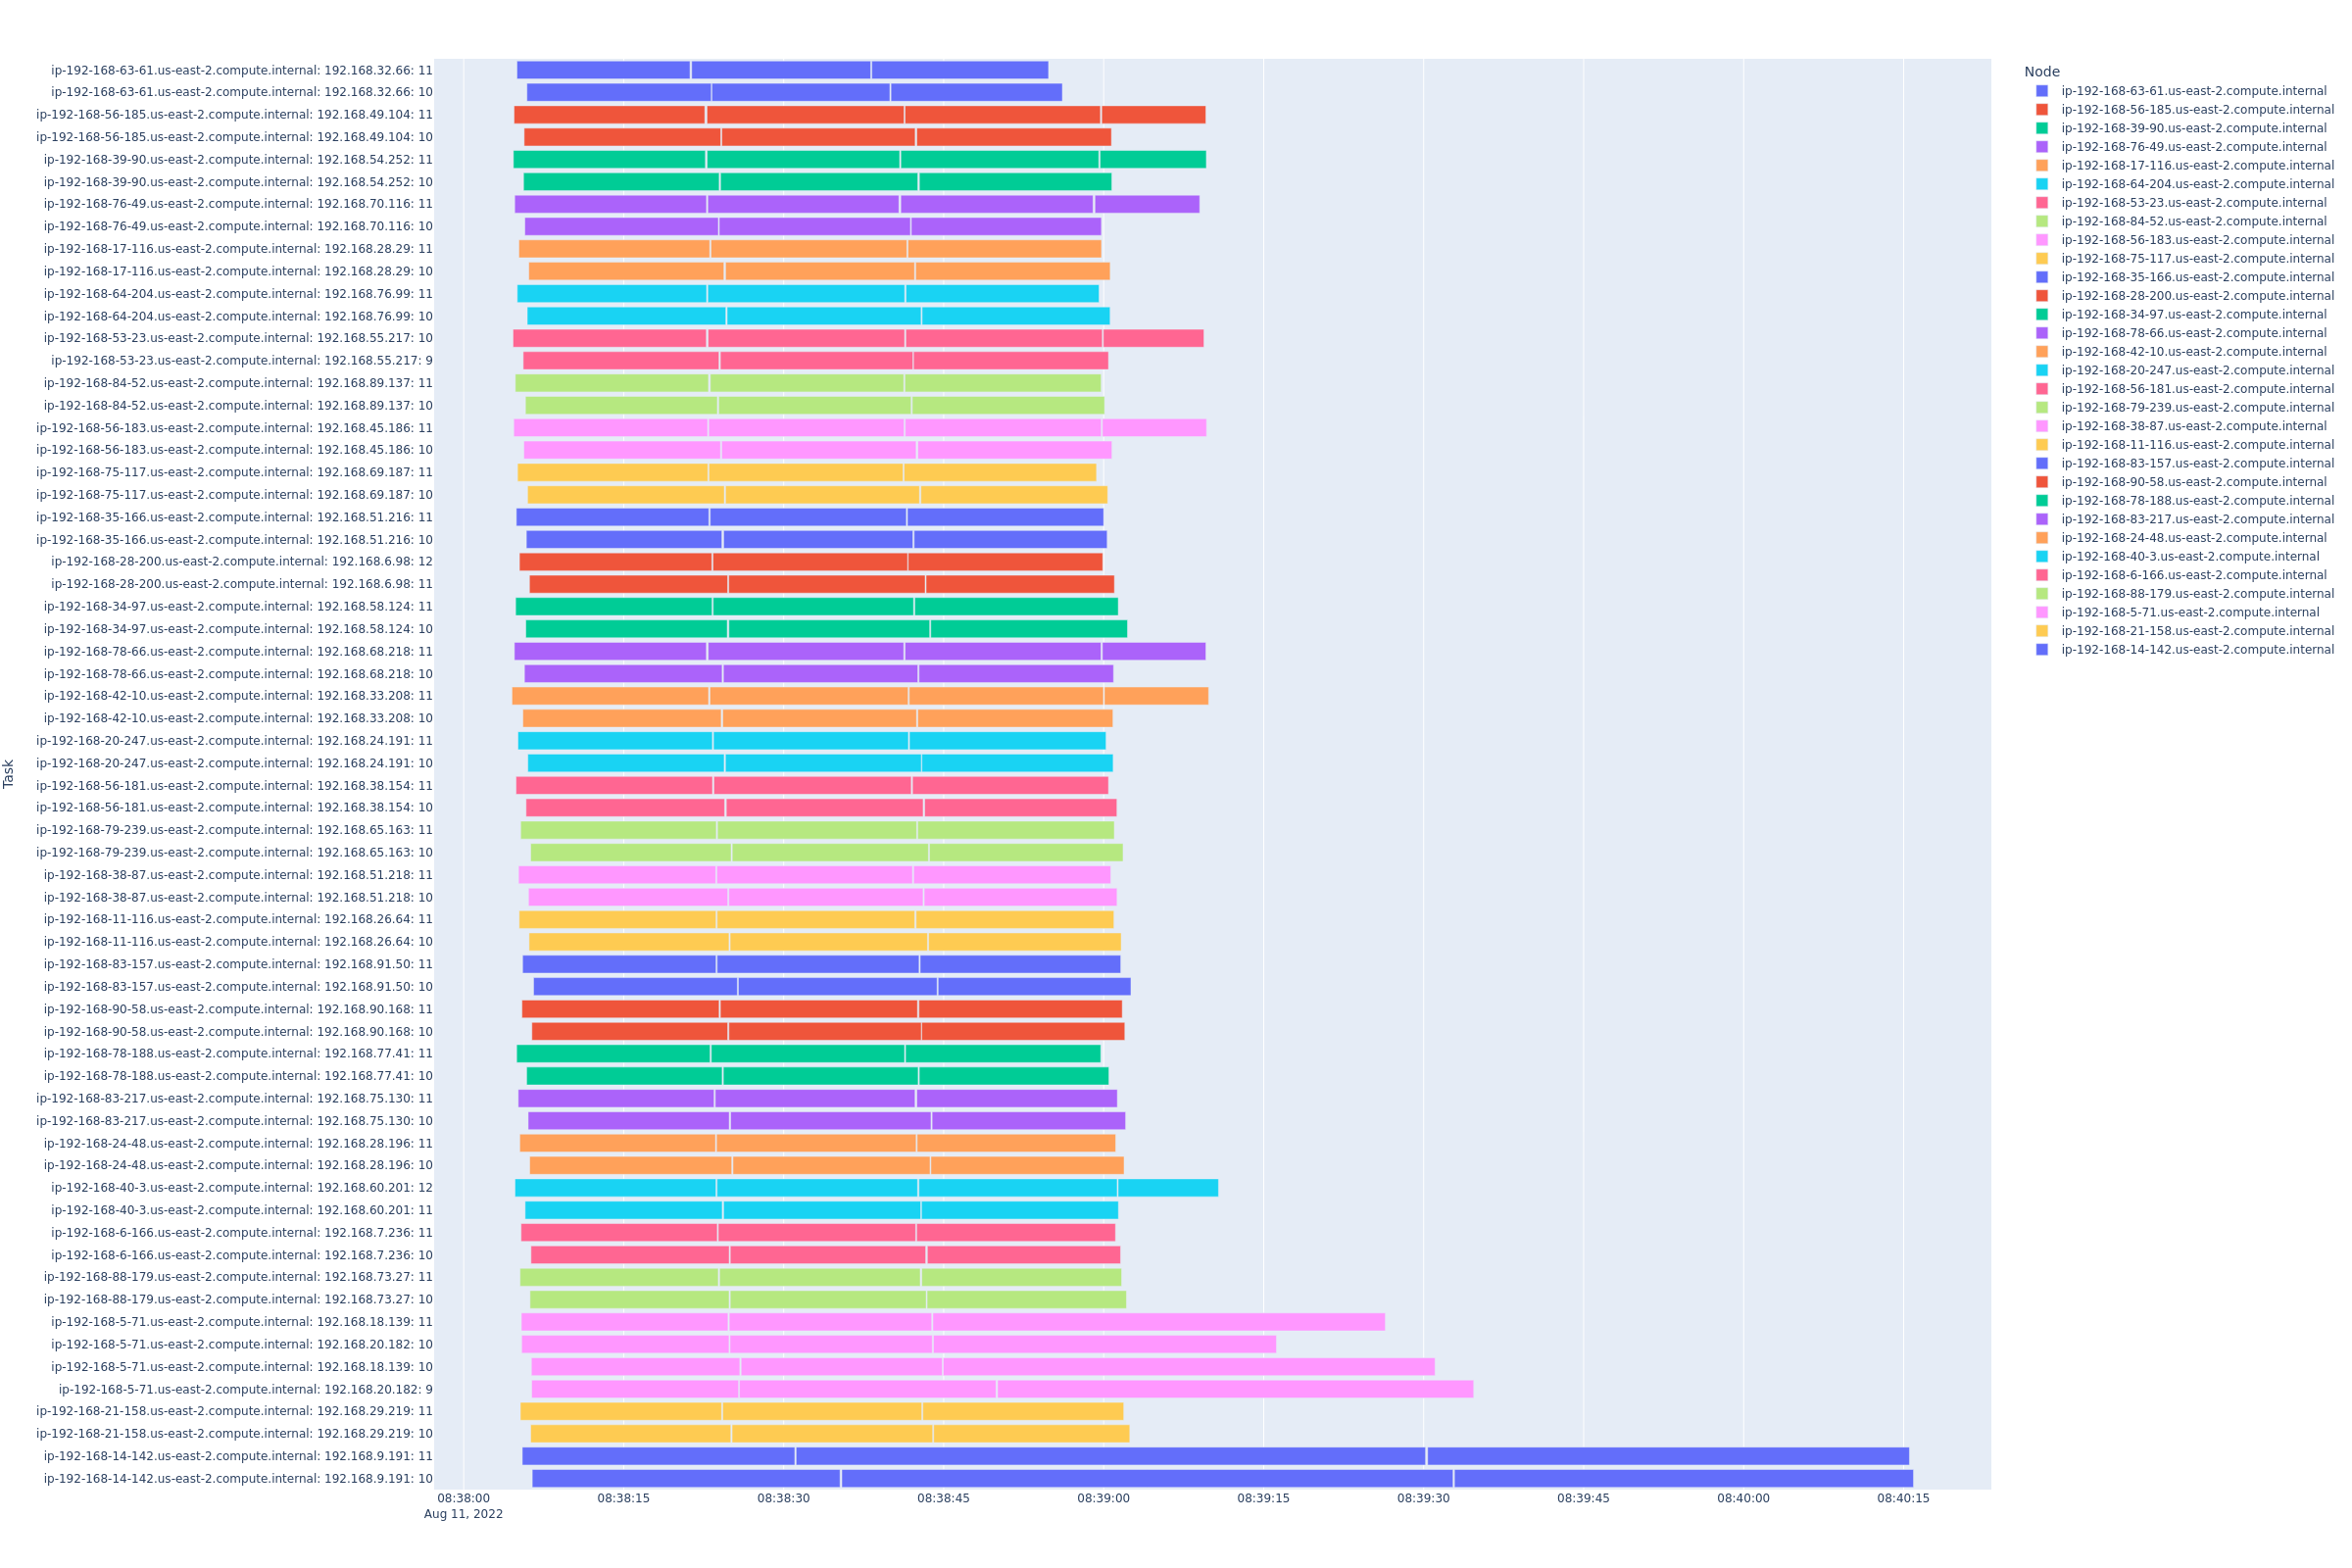 ip-192-168-63-61.us-east-2.compute.internal: 192.168.32.66: 11
ip-192-168-63-61.us-east-2.compute.internal: 192.168.32.66: 10
ip-192-168-56-185.us-east-2.compute.internal: 192.168.49.104: 11
ip-192-168-56-185.us-east-2.compute.internal: 192.168.49.104: 10
ip-192-168-39-90.us-east-2.compute.internal: 192.168.54.252: 11
ip-192-168-39-90.us-east-2.compute.internal: 192.168.54.252: 10
ip-192-168-76-49.us-east-2.compute.internal: 192.168.70.116: 11
ip-192-168-76-49.us-east-2.compute.internal: 192.168.70.116: 10
ip-192-168-17-116.us-east-2.compute.internal: 192.168.28.29: 11
ip-192-168-17-116.us-east-2.compute.internal: 192.168.28.29: 10
ip-192-168-64-204.us-east-2.compute.internal: 192.168.76.99: 11
ip-192-168-64-204.us-east-2.compute.internal: 192.168.76.99: 10
ip-192-168-53-23.us-east-2.compute.internal: 192.168.55.217: 10
ip-192-168-53-23.us-east-2.compute.internal: 192.168.55.217: 9
ip-192-168-84-52.us-east-2.compute.internal: 192.168.89.137: 11
ip-192-168-84-52.us-east-2.compute.internal: 192.168.89.137: 10
ip-192-168-56-183.us-east-2.compute.internal: 192.168.45.186: 11
ip-192-168-56-183.us-east-2.compute.internal: 192.168.45.186: 10
ip-192-168-75-117.us-east-2.compute.internal: 192.168.69.187: 11
ip-192-168-75-117.us-east-2.compute.internal: 192.168.69.187: 10
ip-192-168-35-166.us-east-2.compute.internal: 192.168.51.216: 11
ip-192-168-35-166.us-east-2.compute.internal: 192.168.51.216: 10
ip-192-168-28-200.us-east-2.compute.internal: 192.168.6.98: 12
ip-192-168-28-200.us-east-2.compute.internal: 192.168.6.98: 11
ip-192-168-34-97.us-east-2.compute.internal: 192.168.58.124: 11
ip-192-168-34-97.us-east-2.compute.internal: 192.168.58.124: 10
ip-192-168-78-66.us-east-2.compute.internal: 192.168.68.218: 11
ip-192-168-78-66.us-east-2.compute.internal: 192.168.68.218: 10
ip-192-168-42-10.us-east-2.compute.internal: 192.168.33.208: 11
ip-192-168-42-10.us-east-2.compute.internal: 192.168.33.208: 10
ip-192-168-20-247.us-east-2.compute.internal: 192.168.24.191: 11
ip-192-168-20-247.us-east-2.compute.internal: 192.168.24.191: 10
ip-192-168-56-181.us-east-2.compute.internal: 192.168.38.154: 11
ip-192-168-56-181.us-east-2.compute.internal: 192.168.38.154: 10
ip-192-168-79-239.us-east-2.compute.internal: 192.168.65.163: 11
ip-192-168-79-239.us-east-2.compute.internal: 192.168.65.163: 10
ip-192-168-38-87.us-east-2.compute.internal: 192.168.51.218: 11
ip-192-168-38-87.us-east-2.compute.internal: 192.168.51.218: 10
ip-192-168-11-116.us-east-2.compute.internal: 192.168.26.64: 11
ip-192-168-11-116.us-east-2.compute.internal: 192.168.26.64: 10
ip-192-168-83-157.us-east-2.compute.internal: 192.168.91.50: 11
ip-192-168-83-157.us-east-2.compute.internal: 192.168.91.50: 10
ip-192-168-90-58.us-east-2.compute.internal: 192.168.90.168: 11
ip-192-168-90-58.us-east-2.compute.internal: 192.168.90.168: 10
ip-192-168-78-188.us-east-2.compute.internal: 192.168.77.41: 11
ip-192-168-78-188.us-east-2.compute.internal: 192.168.77.41: 10
ip-192-168-83-217.us-east-2.compute.internal: 192.168.75.130: 11
ip-192-168-83-217.us-east-2.compute.internal: 192.168.75.130: 10
ip-192-168-24-48.us-east-2.compute.internal: 192.168.28.196: 11
ip-192-168-24-48.us-east-2.compute.internal: 192.168.28.196: 10
ip-192-168-40-3.us-east-2.compute.internal: 192.168.60.201: 12
ip-192-168-40-3.us-east-2.compute.internal: 192.168.60.201: 11
ip-192-168-6-166.us-east-2.compute.internal: 192.168.7.236: 11
ip-192-168-6-166.us-east-2.compute.internal: 192.168.7.236: 10
ip-192-168-88-179.us-east-2.compute.internal: 192.168.73.27: 11
ip-192-168-88-179.us-east-2.compute.internal: 192.168.73.27: 10
ip-192-168-5-71.us-east-2.compute.internal: 192.168.18.139: 11
ip-192-168-5-71.us-east-2.compute.internal: 192.168.20.182: 10
ip-192-168-5-71.us-east-2.compute.internal: 192.168.18.139: 10
ip-192-168-5-71.us-east-2.compute.internal: 192.168.20.182: 9
ip-192-168-21-158.us-east-2.compute.internal: 192.168.29.219: 11
ip-192-168-21-158.us-east-2.compute.internal: 192.168.29.219: 10
ip-192-168-14-142.us-east-2.compute.internal: 192.168.9.191: 11
ip-192-168-14-142.us-east-2.compute.internal: 192.168.9.191: 10
Task
08:38:00 08:38:15 08:38:30 08:38:45 08:39:00 08:39:15 08:39:30 08:39:45 08:40:00 08:40:15
Aug 11, 2022
Node
ip-192-168-63-61.us-east-2.compute.internal
ip-192-168-56-185.us-east-2.compute.internal
ip-192-168-39-90.us-east-2.compute.internal
ip-192-168-76-49.us-east-2.compute.internal
ip-192-168-17-116.us-east-2.compute.internal
ip-192-168-64-204.us-east-2.compute.internal
ip-192-168-53-23.us-east-2.compute.internal
ip-192-168-84-52.us-east-2.compute.internal
ip-192-168-56-183.us-east-2.compute.internal
ip-192-168-75-117.us-east-2.compute.internal
ip-192-168-35-166.us-east-2.compute.internal
ip-192-168-28-200.us-east-2.compute.internal
ip-192-168-34-97.us-east-2.compute.internal
ip-192-168-78-66.us-east-2.compute.internal
ip-192-168-42-10.us-east-2.compute.internal
ip-192-168-20-247.us-east-2.compute.internal
ip-192-168-56-181.us-east-2.compute.internal
ip-192-168-79-239.us-east-2.compute.internal
ip-192-168-38-87.us-east-2.compute.internal
ip-192-168-11-116.us-east-2.compute.internal
ip-192-168-83-157.us-east-2.compute.internal
ip-192-168-90-58.us-east-2.compute.internal
ip-192-168-78-188.us-east-2.compute.internal
ip-192-168-83-217.us-east-2.compute.internal
ip-192-168-24-48.us-east-2.compute.internal
ip-192-168-40-3.us-east-2.compute.internal
ip-192-168-6-166.us-east-2.compute.internal
ip-192-168-88-179.us-east-2.compute.internal
ip-192-168-5-71.us-east-2.compute.internal
ip-192-168-21-158.us-east-2.compute.internal
ip-192-168-14-142.us-east-2.compute.internal